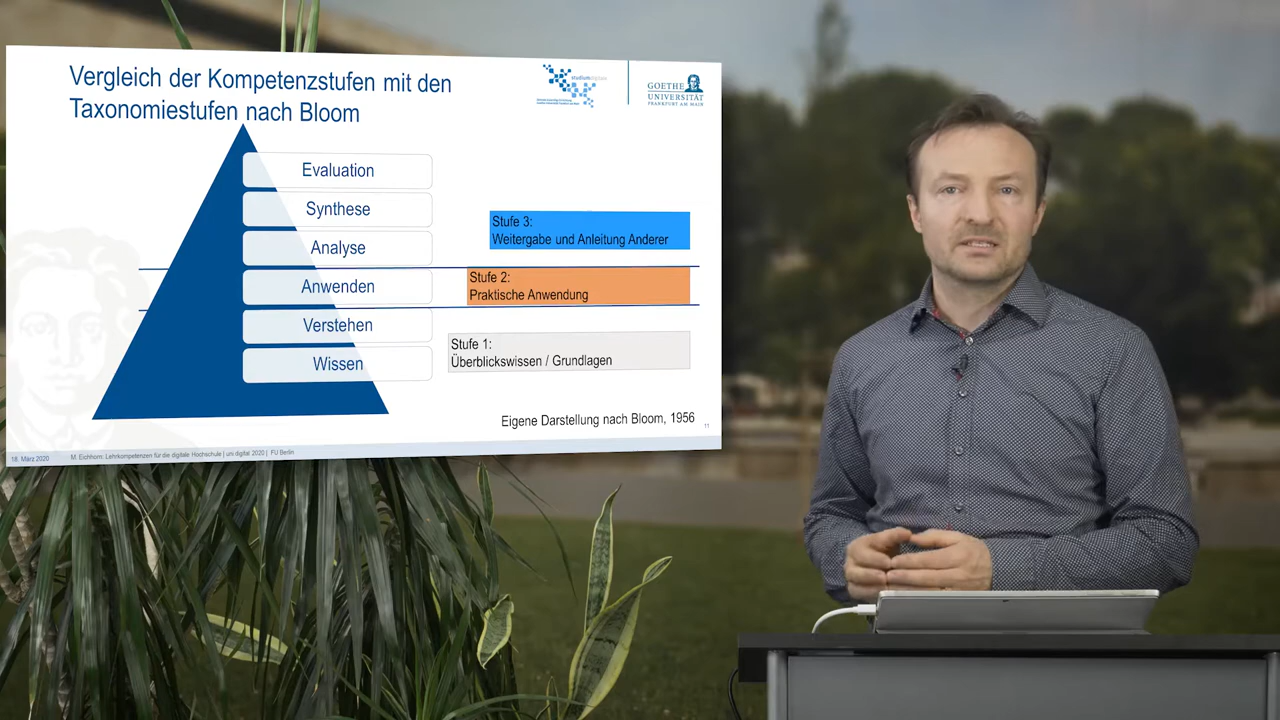 Vergleich der Kompetenzstufen mit den
Taxonomiestufen nach Bloom
studiumdigitale
GOETHE
UNIVERSITÄT
FRANKFURT AM MAIN
Evaluation
Synthese
Analyse
Anwenden
Verstehen
Wissen
Stufe 3:
Weitergabe und Anleitung Anderer
Stufe 2:
Praktische Anwendung
Stufe 1:
Überblickswissen / Grundlagen
Eigene Darstellung nach Bloom, 1956
11
18. März 2020
M. Eichhorn: Lehrkompetenzen für die digitale Hochschule | uni digital 2020 | FU Berlin